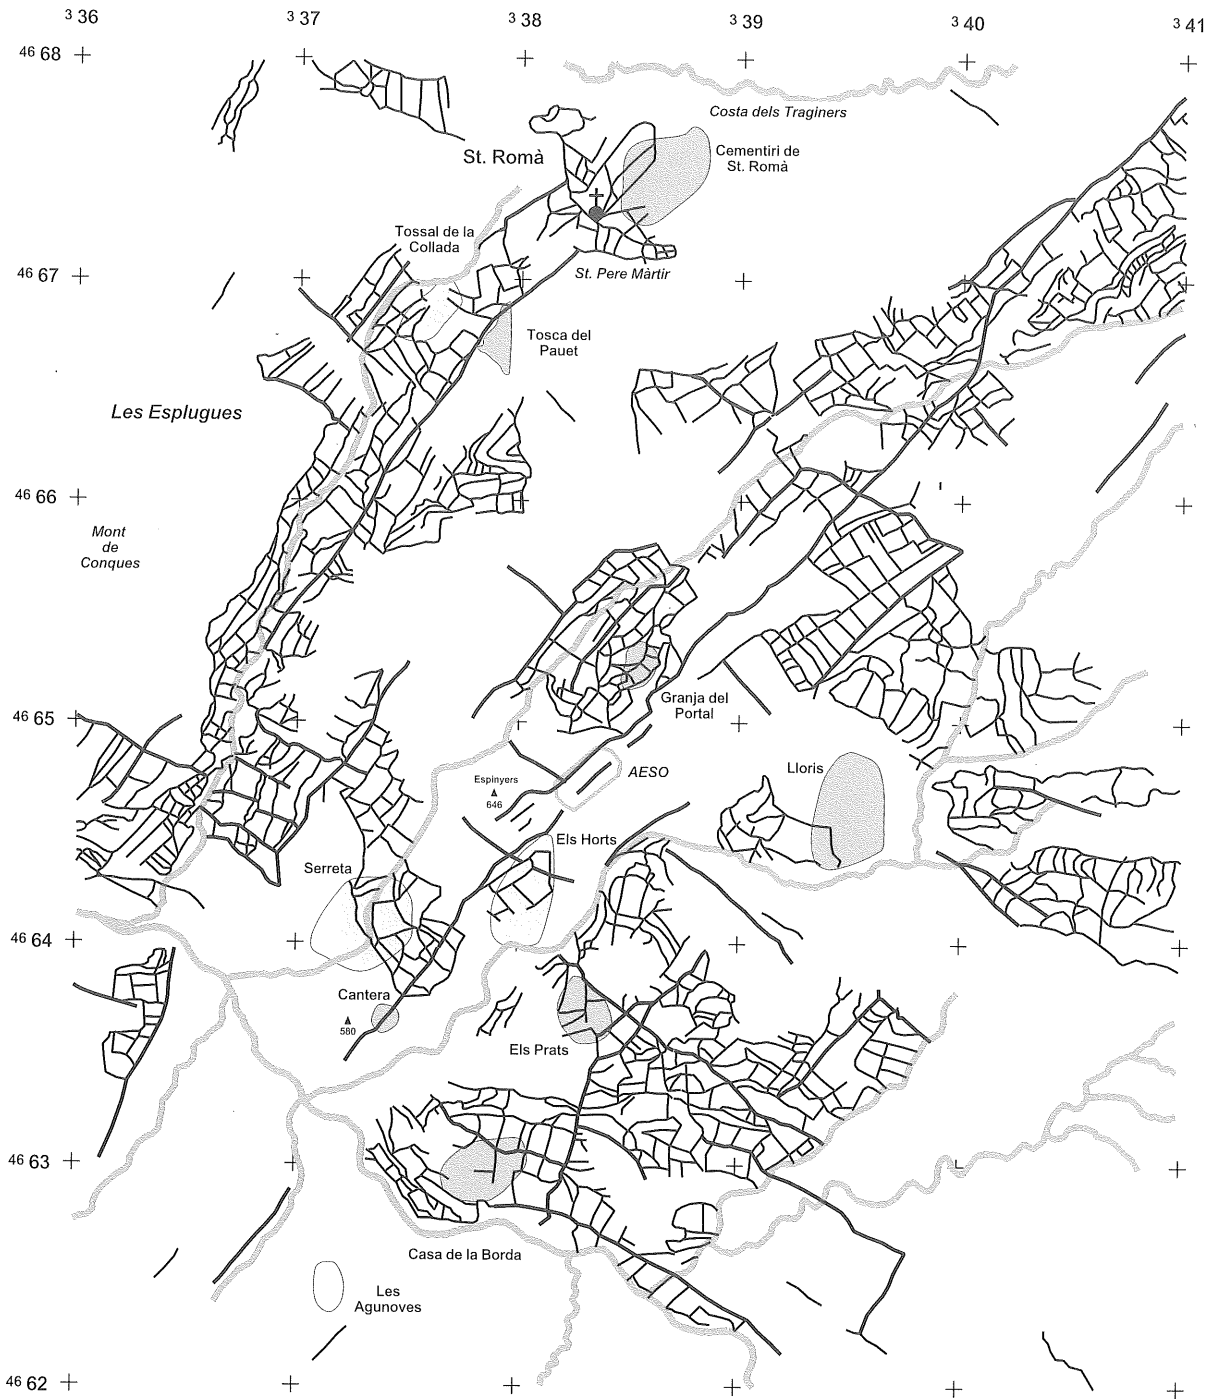 3 36
3 37
3 38
3 39
3 40
3 41
46 68
Costa dels Traginers
St. Romà
Cementiri de
St. Romà
Tossal de la
Collada
46 67
St. Pere Màrtir
Tosca del
Pauet
Les Esplugues
46 66
Mont
de
Conques
Granja del
Portal
46 65
Espinyers
646
AESO
Lloris
Els Horts
Serreta
46 64
Cantera
580
Els Prats
46 63
Casa de la Borda
Les
Agunoves
46 62